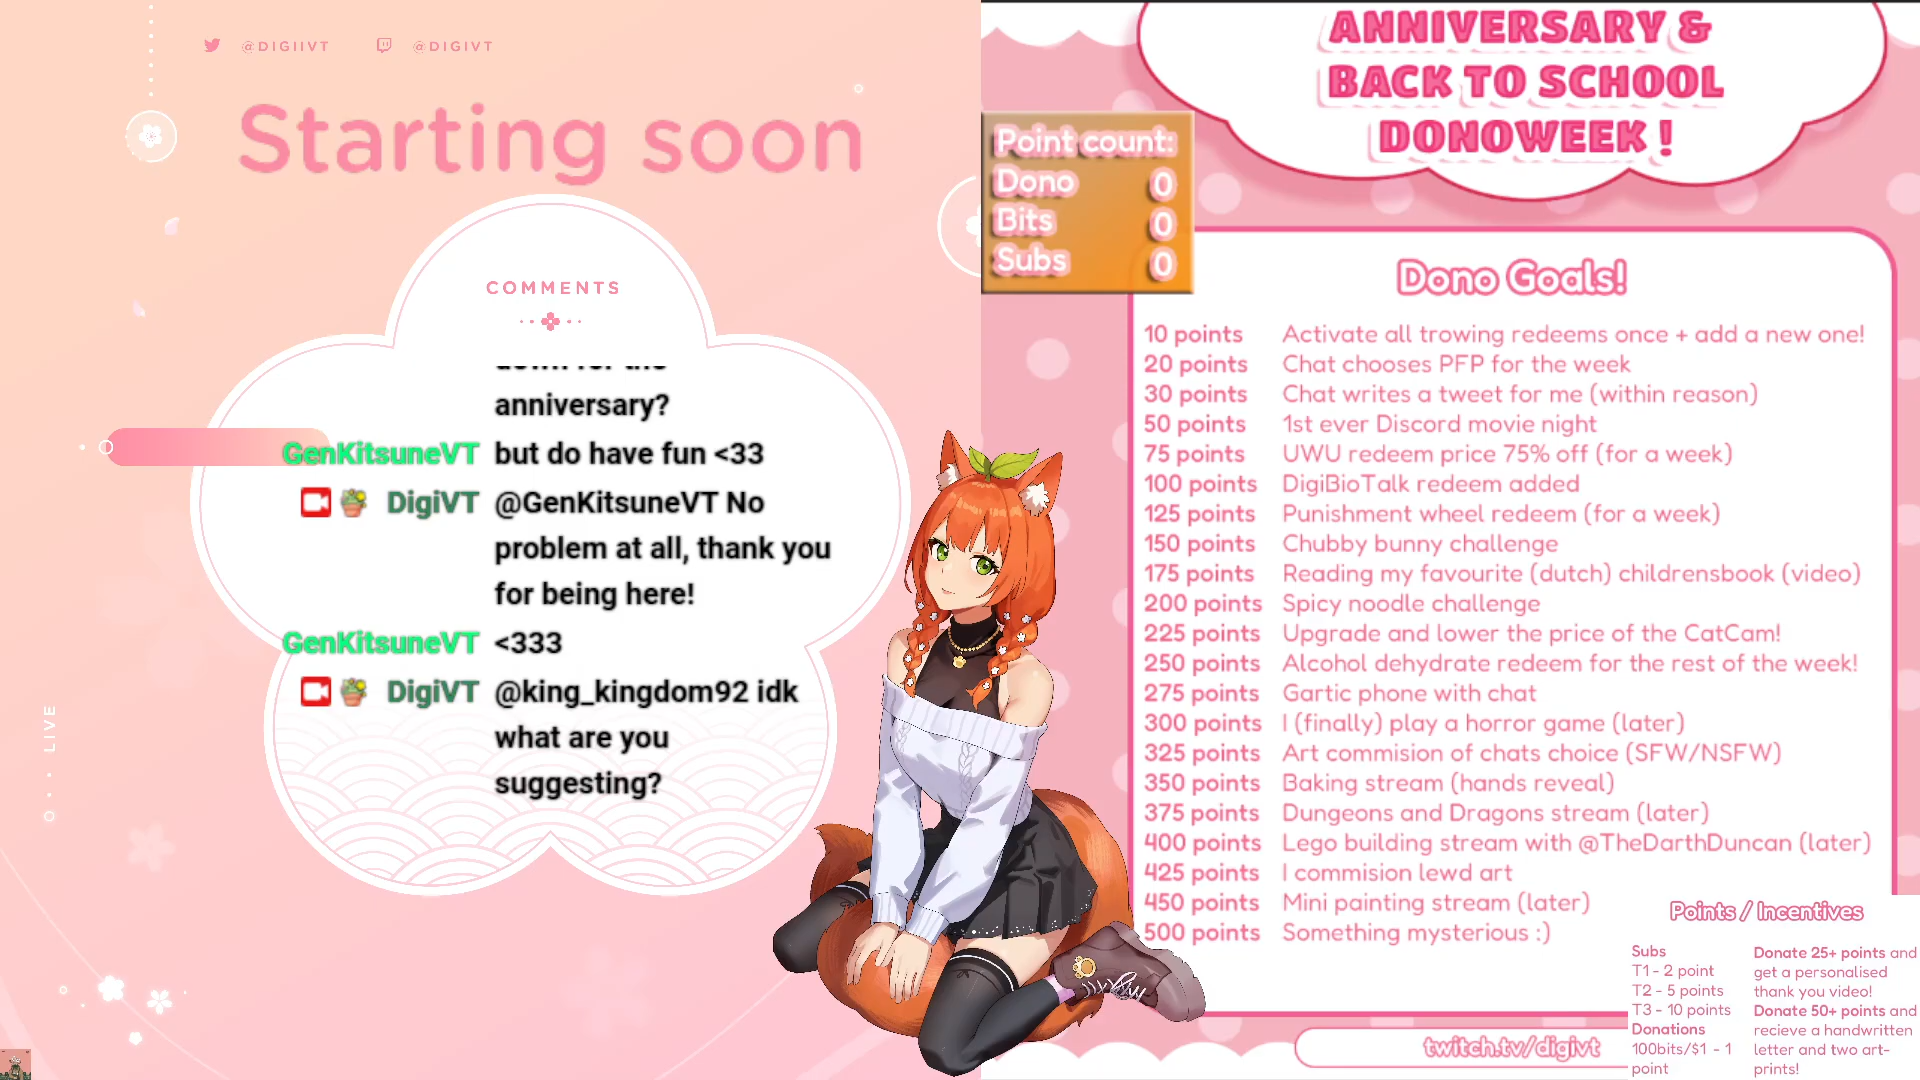 @DIGIIVT @DIGIVT
Starting soon
COMMENTS
anniversary?
GenKitsuneVT but do have fun <33
DigiVT @GenKitsuneVT No
problem at all, thank you
for being here!
GenKitsuneVT <333
DigiVT @king_kingdom92 idk
what are you
suggesting?
LIVE
ANNIVERSARY &
BACK TO SCHOOL
DONOWEEK !
Point count:
Dono 0
Bits 0
Subs 0
Dono Goals!
10 points Activate all trowing redeems once + add a new one!
20 points Chat chooses PFP for the week
30 points Chat writes a tweet for me (within reason)
50 points 1st ever Discord movie night
75 points UWU redeem price 75% off (for a week)
100 points DigiBioTalk redeem added
125 points Punishment wheel redeem (for a week)
150 points Chubby bunny challenge
175 points Reading my favourite (dutch) childrensbook (video)
200 points Spicy noodle challenge
225 points Upgrade and lower the price of the CatCam!
250 points Alcohol dehydrate redeem for the rest of the week!
275 points Gartic phone with chat
300 points I (finally) play a horror game (later)
325 points Art commision of chats choice (SFW/NSFW)
350 points Baking stream (hands reveal)
375 points Dungeons and Dragons stream (later)
400 points Lego building stream with @TheDarthDuncan (later)
425 points I commision lewd art
450 points Mini painting stream (later)
500 points Something mysterious :)
Points / Incentives
Subs
T1 - 2 point
T2 - 5 points
T3 - 10 points
Donations
100bits/$1 - 1
point
Donate 25+ points and
get a personalised
thank you video!
Donate 50+ points and
recieve a handwritten
letter and two art-
prints!
twitch.tv/digivt